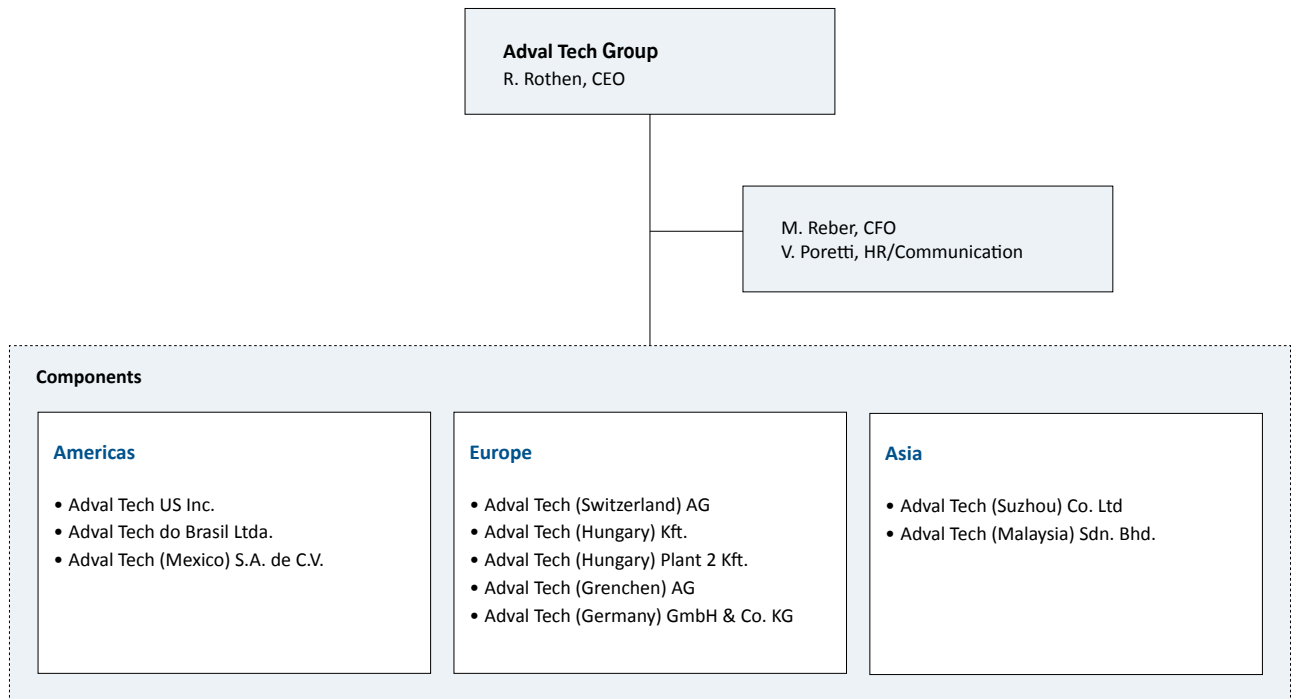 Adval Tech Group
R. Rothen, CEO
M. Reber, CFO
V. Poretti, HR/Communication
Components
Americas
• Adval Tech US Inc.
• Adval Tech do Brasil Ltda.
• Adval Tech (Mexico) S.A. de C.V.
Europe
• Adval Tech (Switzerland) AG
• Adval Tech (Hungary) Kft.
• Adval Tech (Hungary) Plant 2 Kft.
• Adval Tech (Grenchen) AG
• Adval Tech (Germany) GmbH & Co. KG
Asia
• Adval Tech (Suzhou) Co. Ltd
• Adval Tech (Malaysia) Sdn. Bhd.